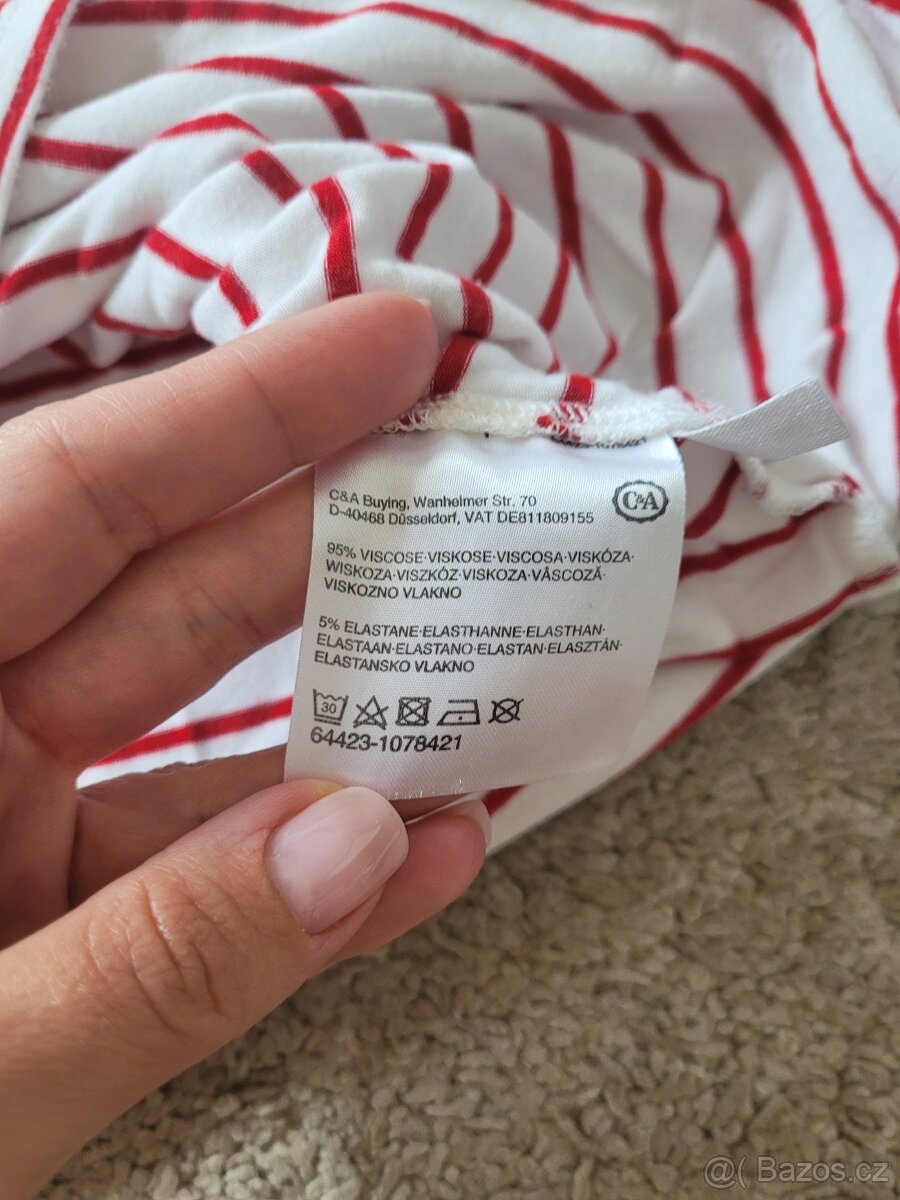 C&A Buying, Wanheimer Str. 70
D-40468 Düsseldorf, VAT DE811809155
C&A
95% VISCOSE·VISKOSE·VISCOSA·VISKÓZA·
WISKOZA·VISZKÓZ·VISKOZA·VÂSCOZĂ·
VISKOZNO VLAKNO
5% ELASTANE·ELASTHANNE·ELASTHAN·
ELASTAAN·ELASTANO·ELASTAN·ELASZTÁN·
ELASTANSKO VLAKNO
30
64423-1078421
@( Bazos.cz